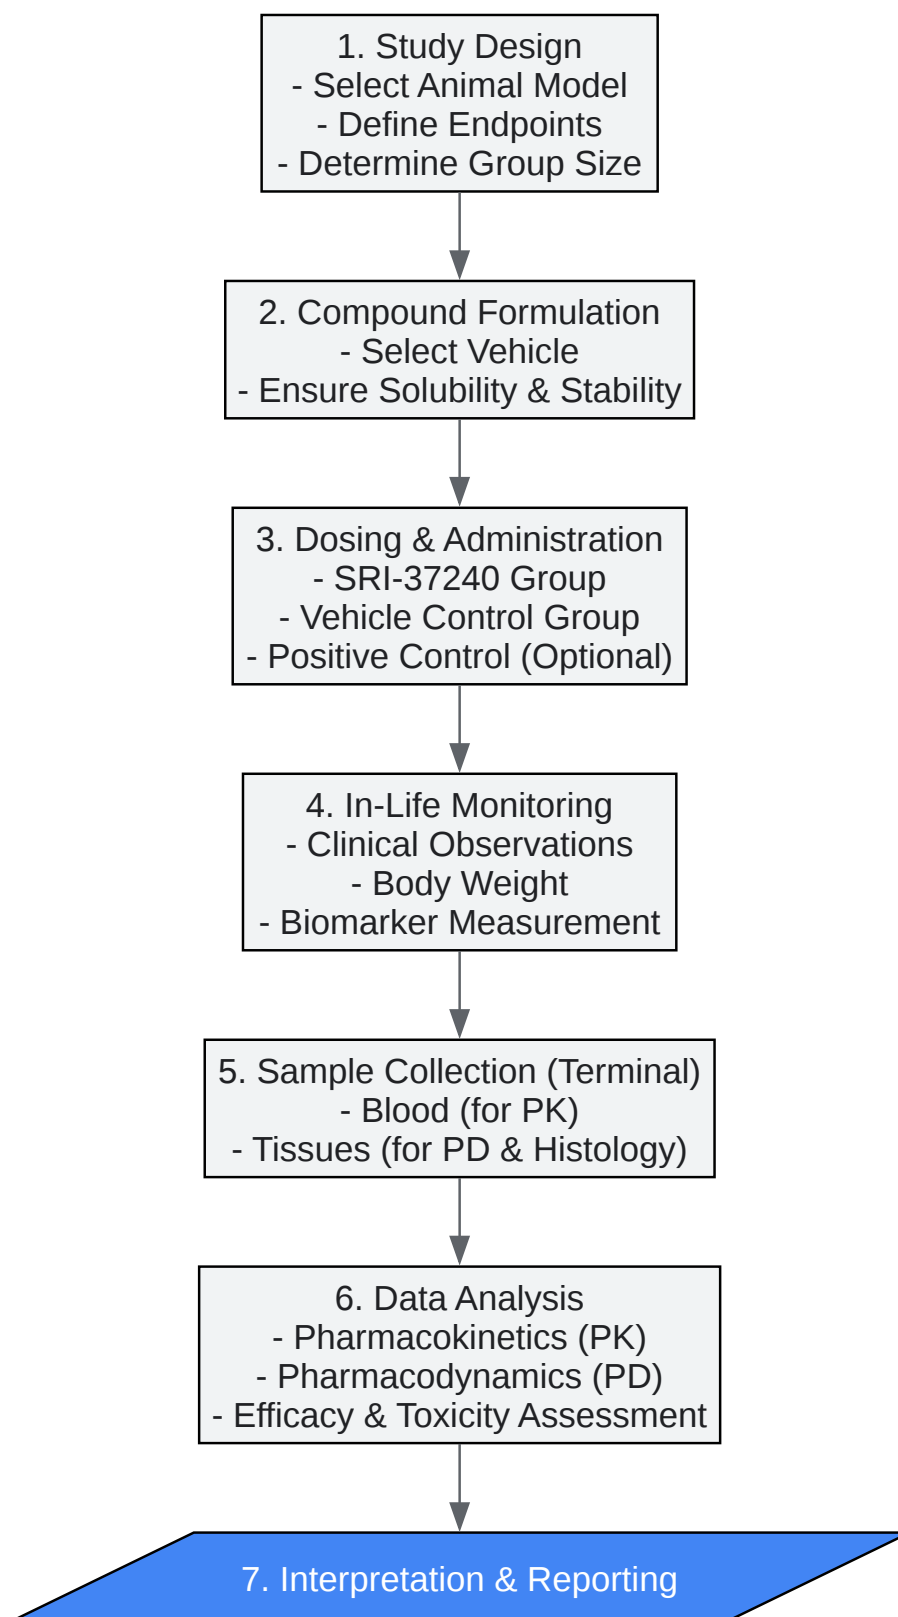 1. Study Design
- Select Animal Model
- Define Endpoints
- Determine Group Size
2. Compound Formulation
- Select Vehicle
- Ensure Solubility & Stability
3. Dosing & Administration
- SRI-37240 Group
- Vehicle Control Group
- Positive Control (Optional)
4. In-Life Monitoring
- Clinical Observations
- Body Weight
- Biomarker Measurement
5. Sample Collection (Terminal)
- Blood (for PK)
- Tissues (for PD & Histology)
6. Data Analysis
- Pharmacokinetics (PK)
- Pharmacodynamics (PD)
- Efficacy & Toxicity Assessment
7. Interpretation & Reporting